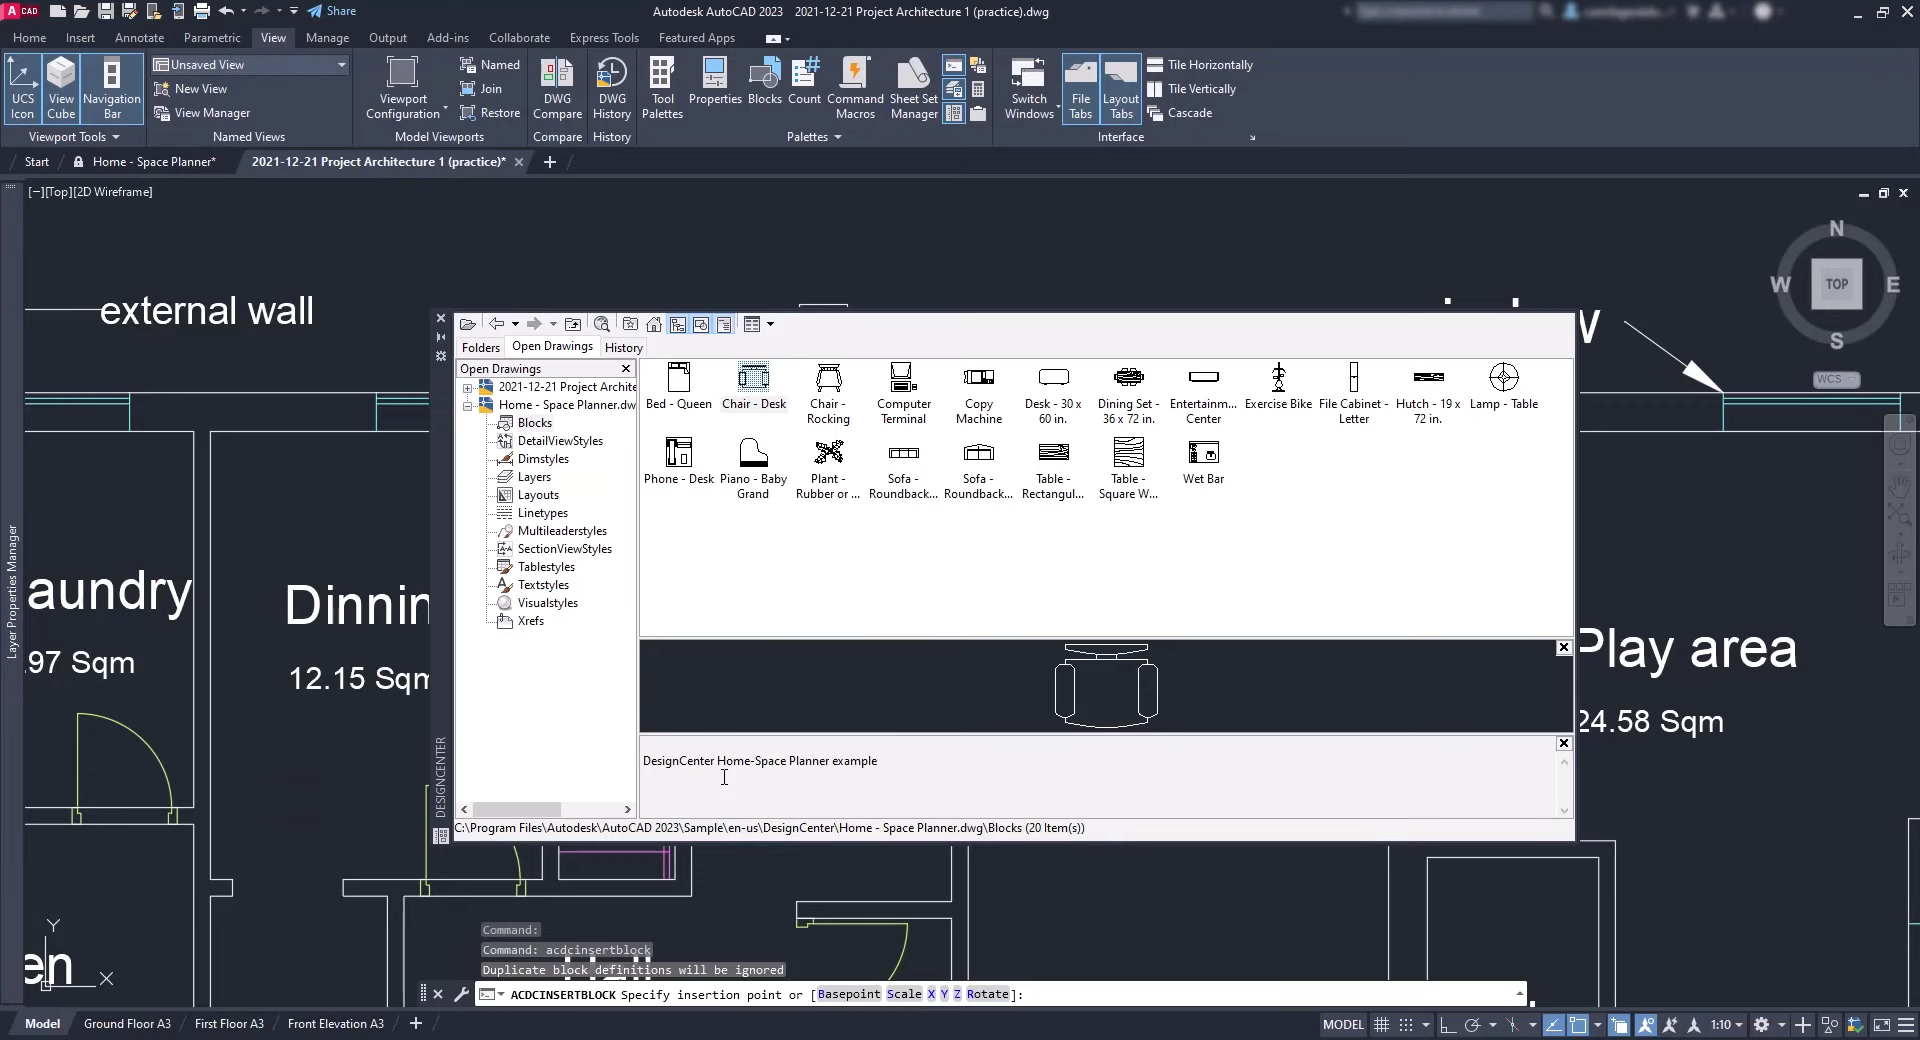 A CAD
Share
Autodesk AutoCAD 2023 2021-12-21 Project Architecture 1 (practice).dwg
Home Insert Annotate Parametric View Manage Output Add-ins Collaborate Express Tools Featured Apps
UCS Icon
View Cube
Navigation Bar
Viewport Tools
Unsaved View
New View
View Manager
Named Views
Viewport Configuration
Named
Join
Restore
Model Viewports
DWG Compare
Compare
DWG History
History
Tool Palettes
Properties
Blocks
Count
Command Macros
Sheet Set Manager
Palettes
Switch Windows
File Tabs
Layout Tabs
Tile Horizontally
Tile Vertically
Cascade
Interface
Start
Home - Space Planner*
2021-12-21 Project Architecture 1 (practice)*
[−][Top][2D Wireframe]
external wall
N
W TOP E
S
WCS
Layer Properties Manager
aundry
.97 Sqm
Dinnin
12.15 Sqm
Play area
24.58 Sqm
en
Y
X
DESIGNCENTER
Folders Open Drawings History
Open Drawings
2021-12-21 Project Archite
Home - Space Planner.dw
Blocks
DetailViewStyles
Dimstyles
Layers
Layouts
Linetypes
Multileaderstyles
SectionViewStyles
Tablestyles
Textstyles
Visualstyles
Xrefs
Bed - Queen
Chair - Desk
Chair - Rocking
Computer Terminal
Copy Machine
Desk - 30 x 60 in.
Dining Set - 36 x 72 in.
Entertainm... Center
Exercise Bike
File Cabinet - Letter
Hutch - 19 x 72 in.
Lamp - Table
Phone - Desk
Piano - Baby Grand
Plant - Rubber or ...
Sofa - Roundback...
Sofa - Roundback...
Table - Rectangul...
Table - Square W...
Wet Bar
DesignCenter Home-Space Planner example
C:\Program Files\Autodesk\AutoCAD 2023\Sample\en-us\DesignCenter\Home - Space Planner.dwg\Blocks (20 Item(s))
Command:
Command: acdcinsertblock
Duplicate block definitions will be ignored
ACDCINSERTBLOCK Specify insertion point or [Basepoint Scale X Y Z Rotate]:
Model Ground Floor A3 First Floor A3 Front Elevation A3
MODEL
1:10